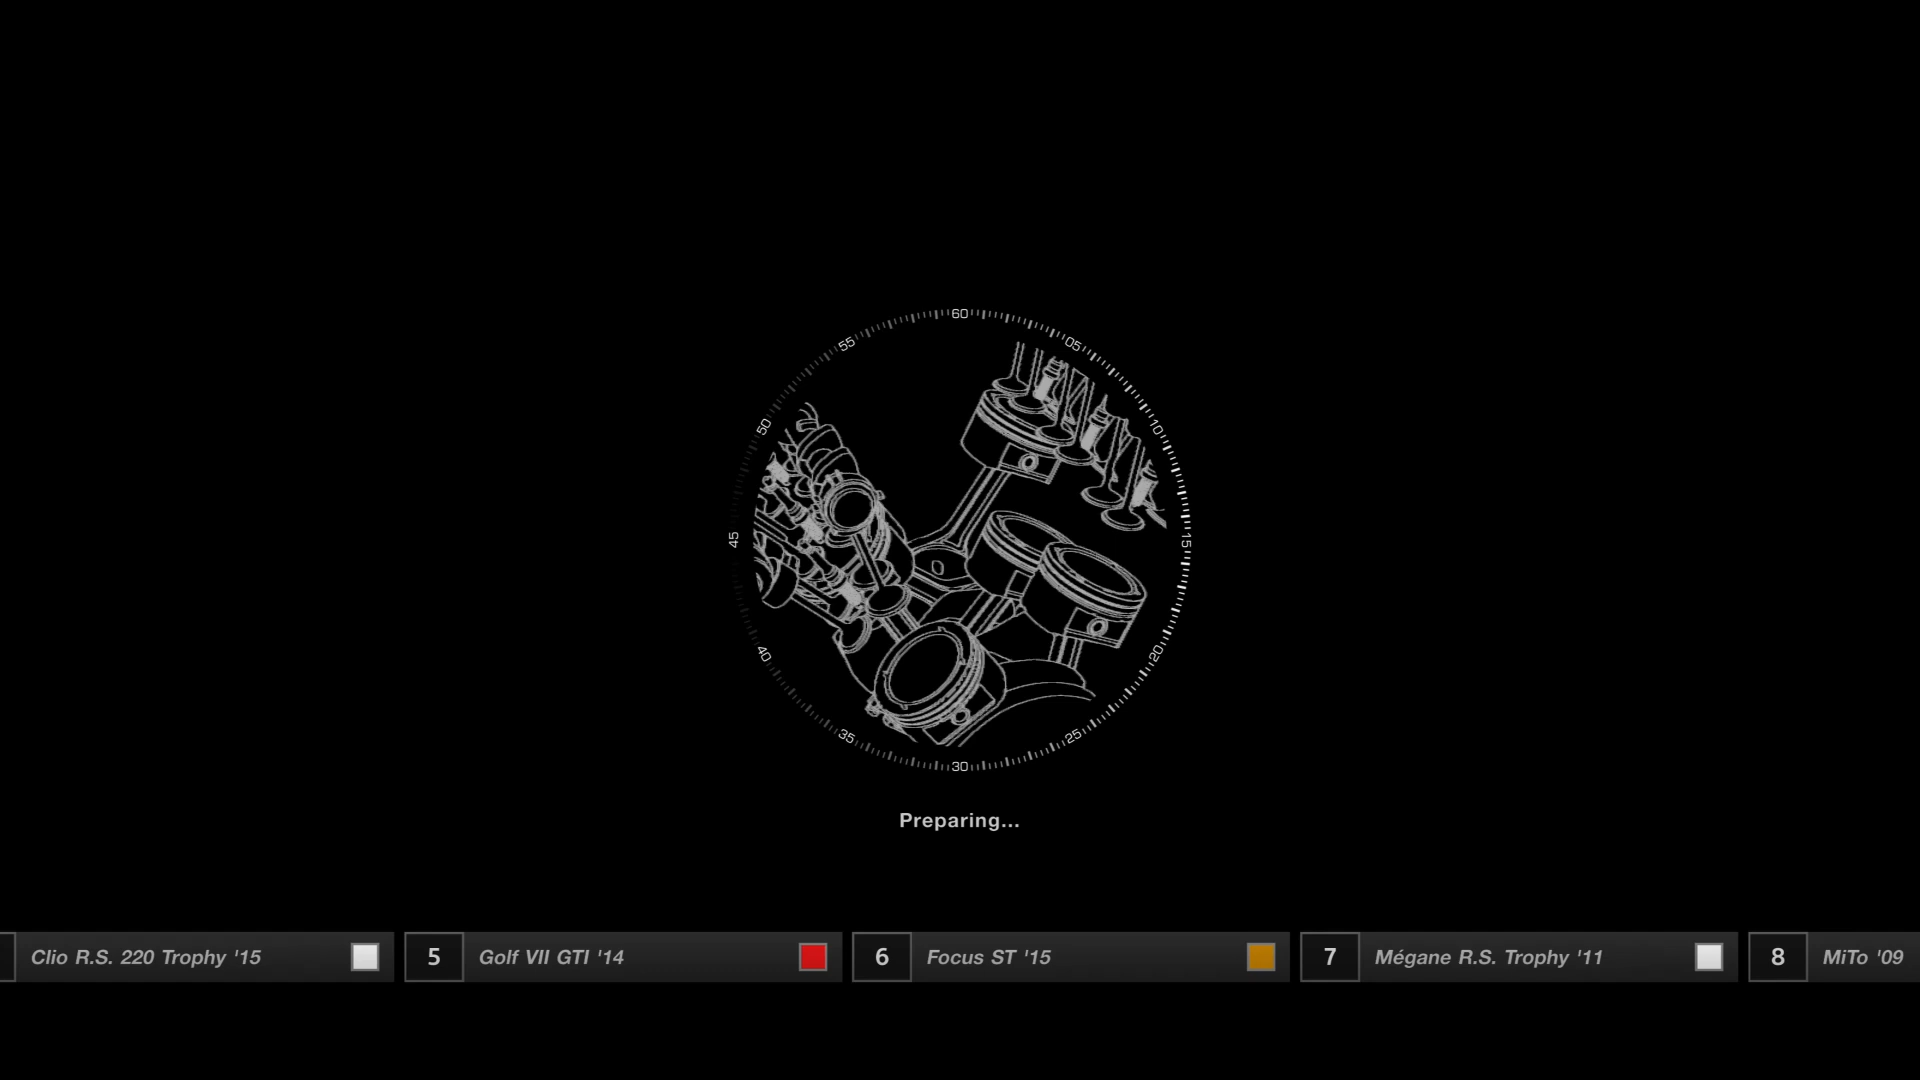 60
55
05
50
10
45
15
40
20
35
25
30
Preparing...
Clio R.S. 220 Trophy '15
5 Golf VII GTI '14
6 Focus ST '15
7 Mégane R.S. Trophy '11
8 MiTo '09